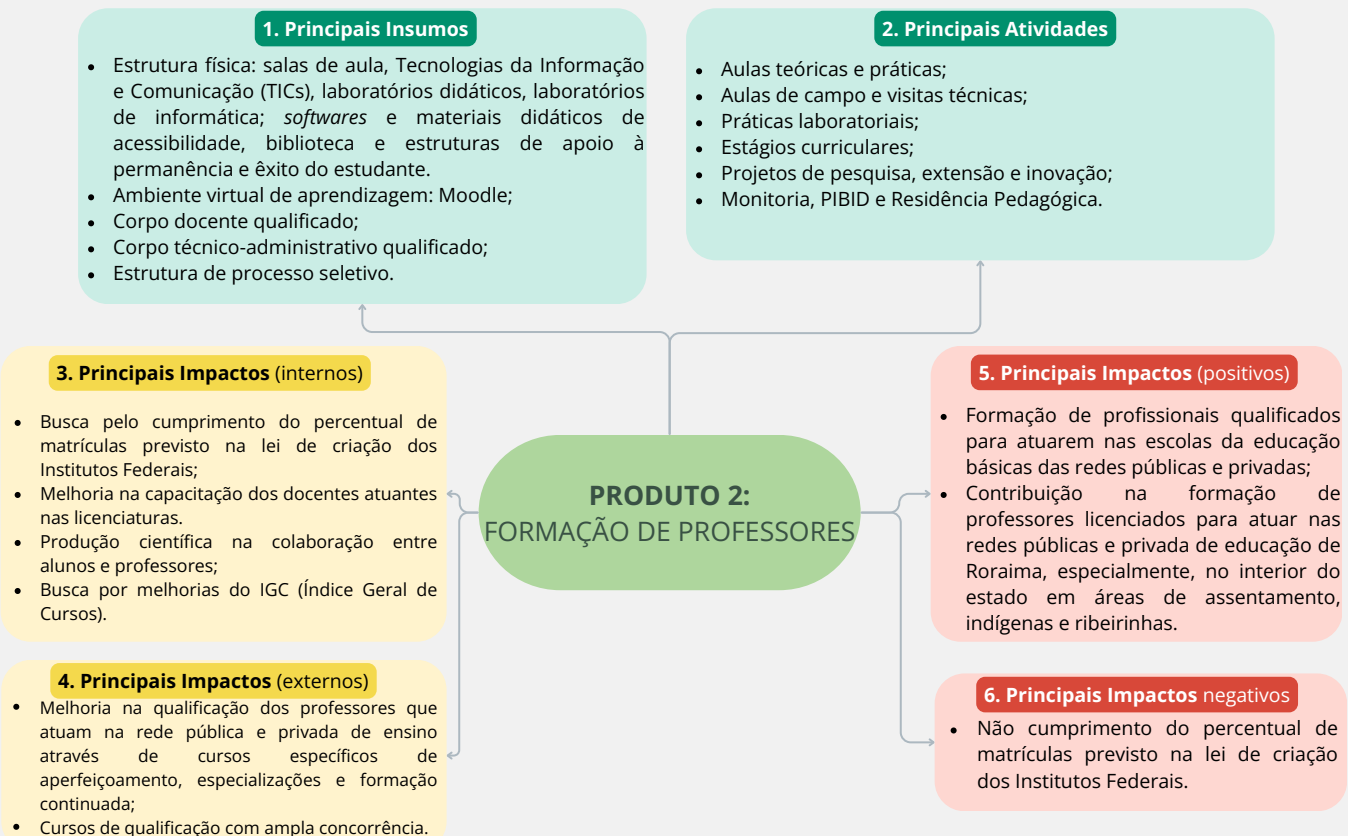 1. Principais Insumos
• Estrutura física: salas de aula, Tecnologias da Informação
e Comunicação (TICs), laboratórios didáticos, laboratórios
de informática; softwares e materiais didáticos de
acessibilidade, biblioteca e estruturas de apoio à
permanência e êxito do estudante.
• Ambiente virtual de aprendizagem: Moodle;
• Corpo docente qualificado;
• Corpo técnico-administrativo qualificado;
• Estrutura de processo seletivo.
2. Principais Atividades
• Aulas teóricas e práticas;
• Aulas de campo e visitas técnicas;
• Práticas laboratoriais;
• Estágios curriculares;
• Projetos de pesquisa, extensão e inovação;
• Monitoria, PIBID e Residência Pedagógica.
3. Principais Impactos (internos)
• Busca pelo cumprimento do percentual de
matrículas previsto na lei de criação dos
Institutos Federais;
• Melhoria na capacitação dos docentes atuantes
nas licenciaturas.
• Produção científica na colaboração entre
alunos e professores;
• Busca por melhorias do IGC (Índice Geral de
Cursos).
PRODUTO 2:
FORMAÇÃO DE PROFESSORES
5. Principais Impactos (positivos)
• Formação de profissionais qualificados
para atuarem nas escolas da educação
básicas das redes públicas e privadas;
• Contribuição na formação de
professores licenciados para atuar nas
redes públicas e privada de educação de
Roraima, especialmente, no interior do
estado em áreas de assentamento,
indígenas e ribeirinhas.
4. Principais Impactos (externos)
• Melhoria na qualificação dos professores que
atuam na rede pública e privada de ensino
através de cursos específicos de
aperfeiçoamento, especializações e formação
continuada;
• Cursos de qualificação com ampla concorrência.
6. Principais Impactos negativos
• Não cumprimento do percentual de
matrículas previsto na lei de criação
dos Institutos Federais.